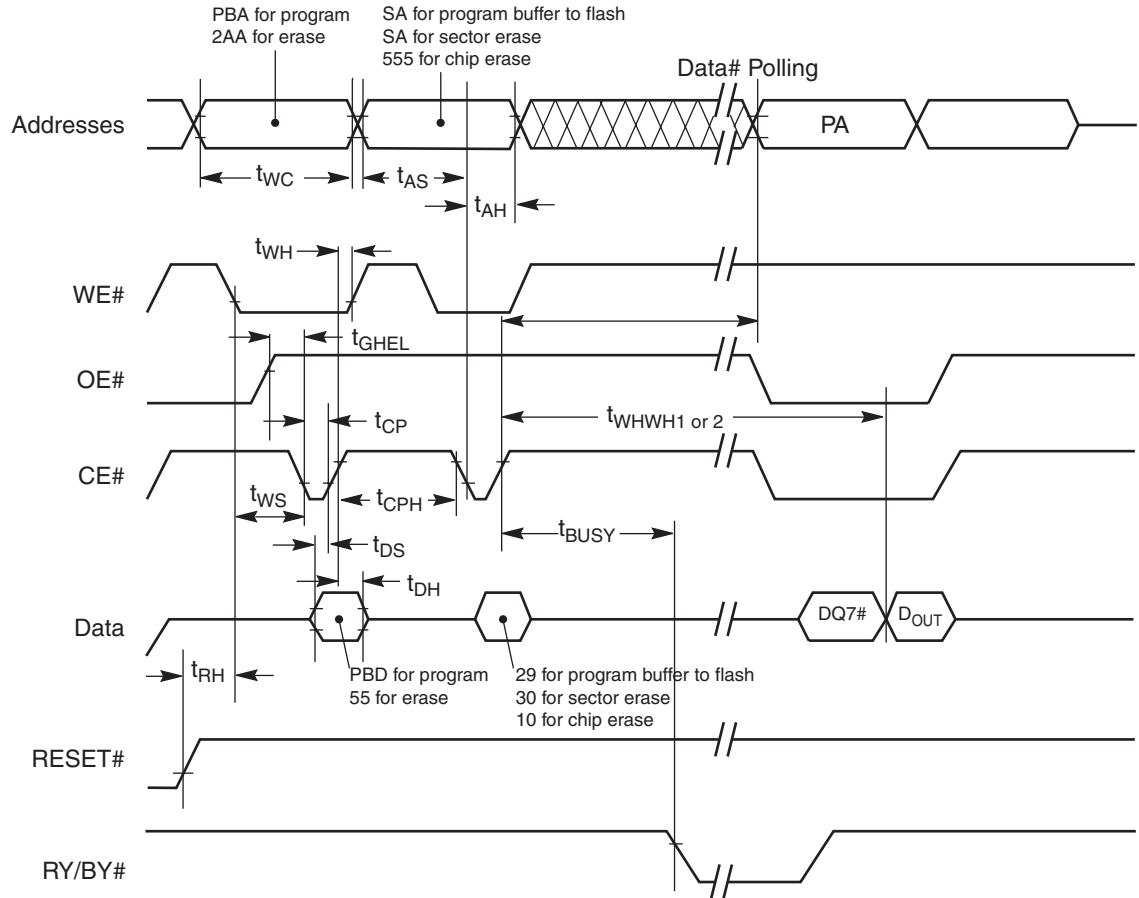 PBA for program
2AA for erase
SA for program buffer to flash
SA for sector erase
555 for chip erase
Data# Polling
Addresses
PA
tWC
tAS
tAH
tWH
WE#
tGHEL
OE#
tWHWH1 or 2
tCP
CE#
tWS
tCPH
tBUSY
tDS
tDH
Data
DQ7#
DOUT
tRH
PBD for program
55 for erase
29 for program buffer to flash
30 for sector erase
10 for chip erase
RESET#
RY/BY#